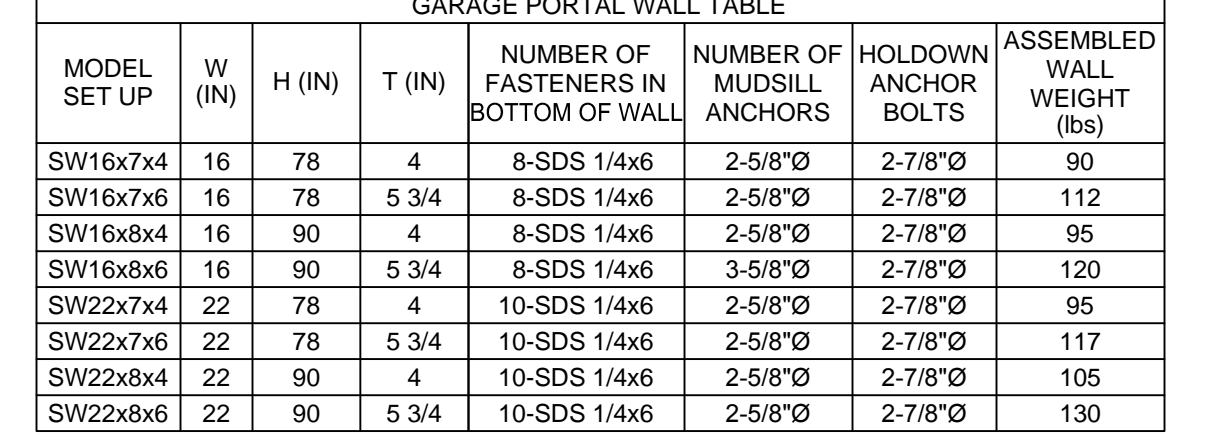 GARAGE PORTAL WALL TABLE
MODEL SET UP W (IN) H (IN) T (IN) NUMBER OF FASTENERS IN BOTTOM OF WALL NUMBER OF MUDSILL ANCHORS HOLDOWN ANCHOR BOLTS ASSEMBLED WALL WEIGHT (lbs)
SW16x7x4 16 78 4 8-SDS 1/4x6 2-5/8"Ø 2-7/8"Ø 90
SW16x7x6 16 78 5 3/4 8-SDS 1/4x6 2-5/8"Ø 2-7/8"Ø 112
SW16x8x4 16 90 4 8-SDS 1/4x6 2-5/8"Ø 2-7/8"Ø 95
SW16x8x6 16 90 5 3/4 8-SDS 1/4x6 3-5/8"Ø 2-7/8"Ø 120
SW22x7x4 22 78 4 10-SDS 1/4x6 2-5/8"Ø 2-7/8"Ø 95
SW22x7x6 22 78 5 3/4 10-SDS 1/4x6 2-5/8"Ø 2-7/8"Ø 117
SW22x8x4 22 90 4 10-SDS 1/4x6 2-5/8"Ø 2-7/8"Ø 105
SW22x8x6 22 90 5 3/4 10-SDS 1/4x6 2-5/8"Ø 2-7/8"Ø 130